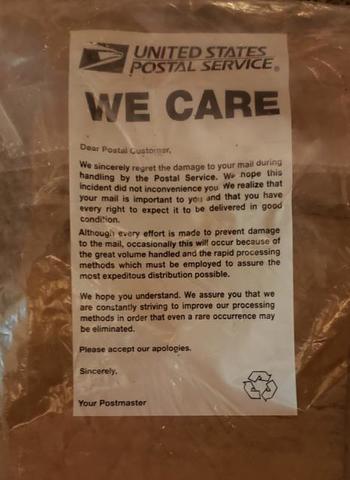 UNITED STATES
POSTAL SERVICE®
WE CARE
Dear Postal Customer,
We sincerely regret the damage to your mail during
handling by the Postal Service. We hope this
incident did not inconvenience you. We realize that
your mail is important to you and that you have
every right to expect it to be delivered in good
condition.
Although every effort is made to prevent damage
to the mail, occasionally this will occur because of
the great volume handled and the rapid processing
methods which must be employed to assure the
most expeditous distribution possible.
We hope you understand. We assure you that we
are constantly striving to improve our processing
methods in order that even a rare occurrence may
be eliminated.
Please accept our apologies.
Sincerely,
Your Postmaster